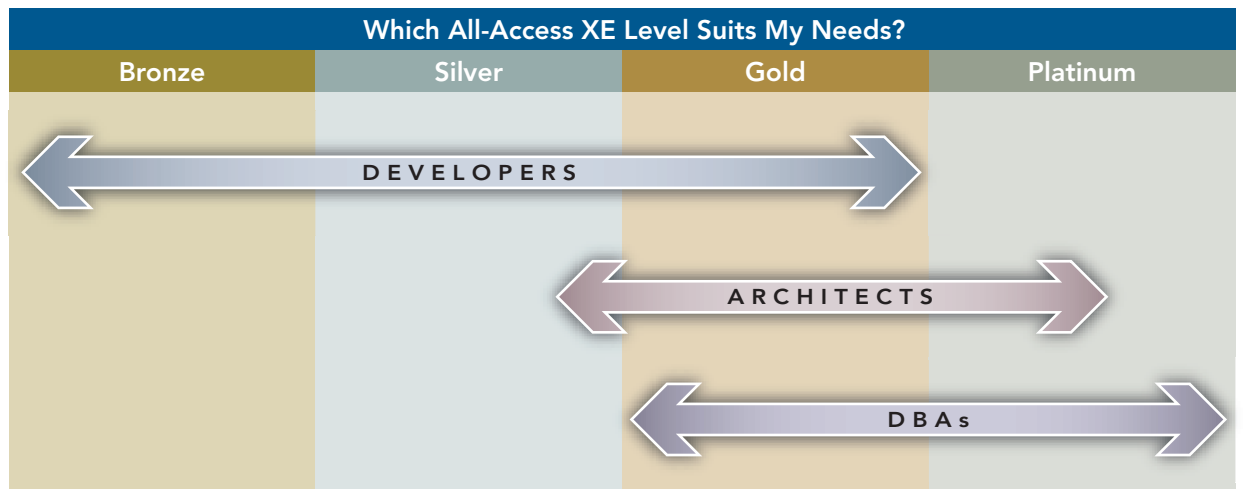 Which All-Access XE Level Suits My Needs?
Bronze Silver Gold Platinum
DEVELOPERS
ARCHITECTS
DBAs